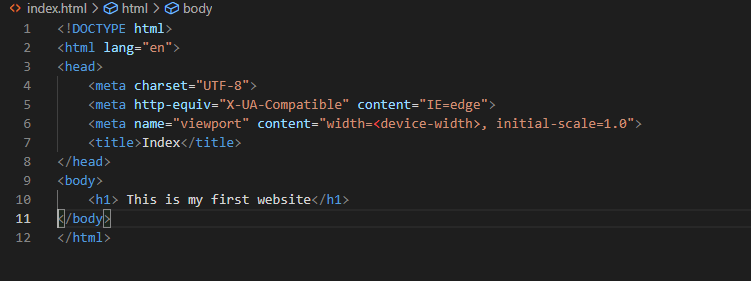 index.html > html > body
1 <!DOCTYPE html>
2 <html lang="en">
3 <head>
4     <meta charset="UTF-8">
5     <meta http-equiv="X-UA-Compatible" content="IE=edge">
6     <meta name="viewport" content="width=<device-width>, initial-scale=1.0">
7     <title>Index</title>
8 </head>
9 <body>
10     <h1> This is my first website</h1>
11 </body>
12 </html>